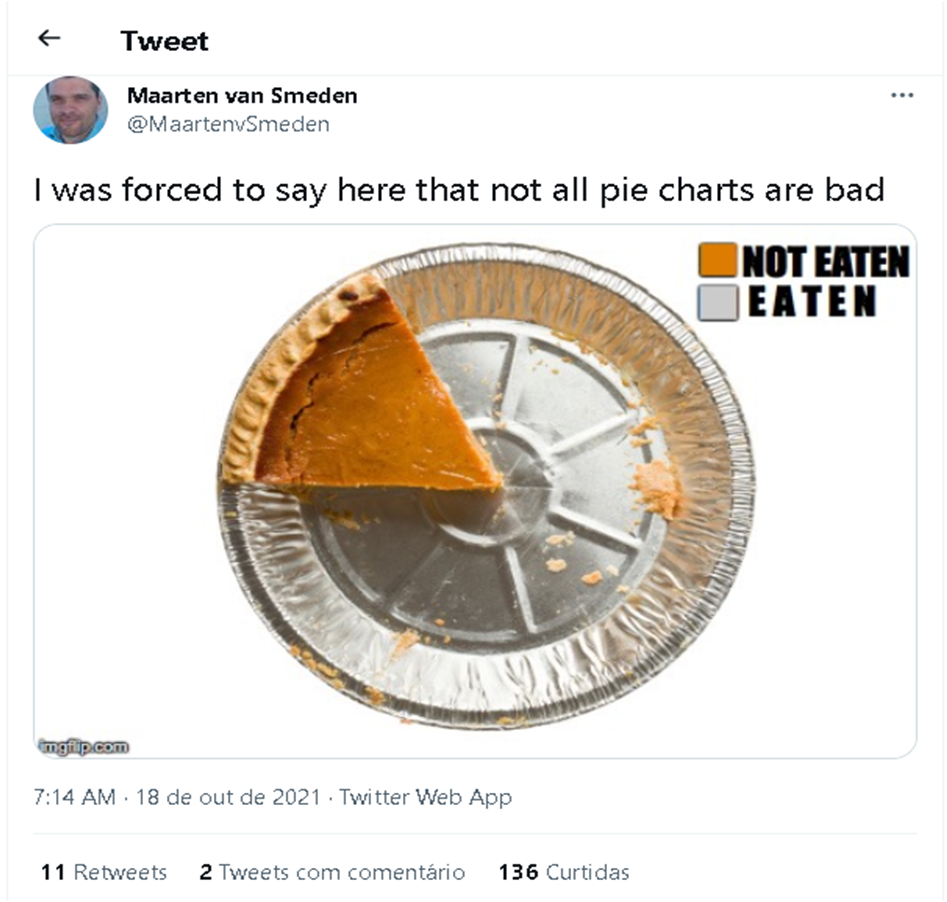 Tweet
Maarten van Smeden
@MaartenvSmeden
I was forced to say here that not all pie charts are bad
NOT EATEN
EATEN
imgflip.com
7:14 AM · 18 de out de 2021 · Twitter Web App
11 Retweets 2 Tweets com comentário 136 Curtidas